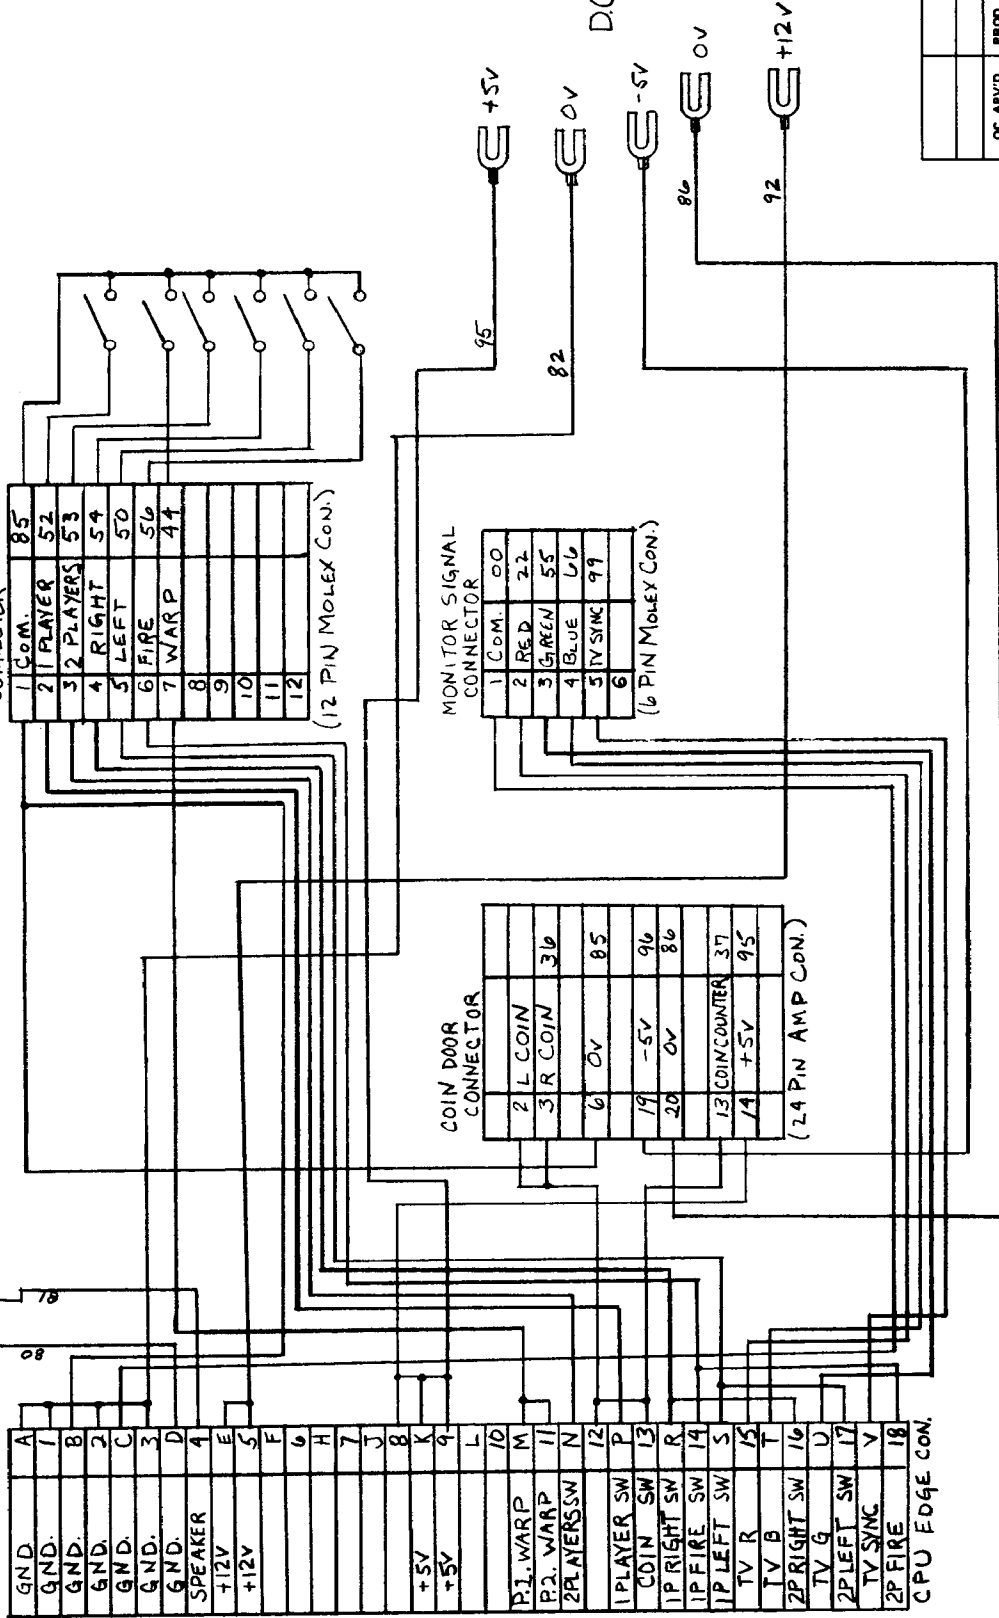 D.C
+5V
0V
-5V
0V
+12V
95
82
86
92
1 COM. 85
2 1 PLAYER 52
3 2 PLAYERS 53
4 RIGHT 54
5 LEFT 50
6 FIRE 56
7 WARP 44
8
9
10
11
12
(12 PIN MOLEX CON.)
MONITOR SIGNAL
CONNECTOR
1 COM. 00
2 RED 22
3 GREEN 55
4 BLUE 66
5 TV SYNC 99
6
(6 PIN MOLEX CON.)
COIN DOOR
CONNECTOR
2 L COIN
3 R COIN 36
6 0V 85
19 -5V 96
20 0V 86
13 COIN COUNTER 37
14 +5V 95
(24 PIN AMP CON.)
81
80
GND. A
GND. 1
GND. B
GND. 2
GND. C
GND. 3
GND. D
SPEAKER 4
+12V E
+12V 5
F
6
H
7
J
8
+5V K
+5V 9
L
10
P.1. WARP M
P2. WARP 11
2PLAYERS SW N
12
1PLAYER SW P
COIN SW 13
1P RIGHT SW R
1P FIRE SW 14
1P LEFT SW S
TV R 15
TV B T
2P RIGHT SW 16
TV G U
2P LEFT SW 17
TV SYNC V
2P FIRE 18
CPU EDGE CON.